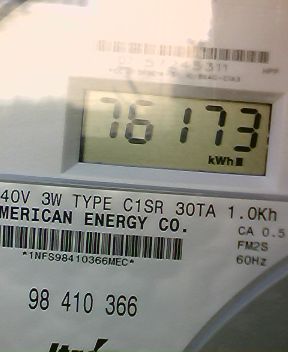 76173
kWh
40V 3W TYPE C1SR 30TA 1.0Kh
MERICAN ENERGY CO.
CA 0.5
FM2S
60Hz
*1NFS98410366MEC*
98 410 366